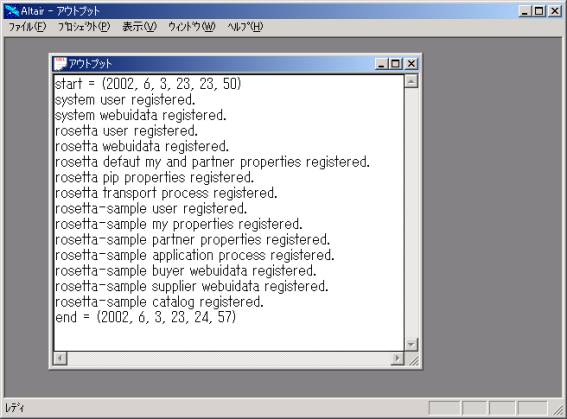 Altair - アウトプット
ファイル(F) プロジェクト(P) 表示(V) ウィンドウ(W) ヘルプ(H)
アウトプット
start = (2002, 6, 3, 23, 23, 50)
system user registered.
system webuidata registered.
rosetta user registered.
rosetta webuidata registered.
rosetta defaut my and partner properties registered.
rosetta pip properties registered.
rosetta transport process registered.
rosetta-sample user registered.
rosetta-sample my properties registered.
rosetta-sample partner properties registered.
rosetta-sample application process registered.
rosetta-sample buyer webuidata registered.
rosetta-sample supplier webuidata registered.
rosetta-sample catalog registered.
end = (2002, 6, 3, 23, 24, 57)
レディ